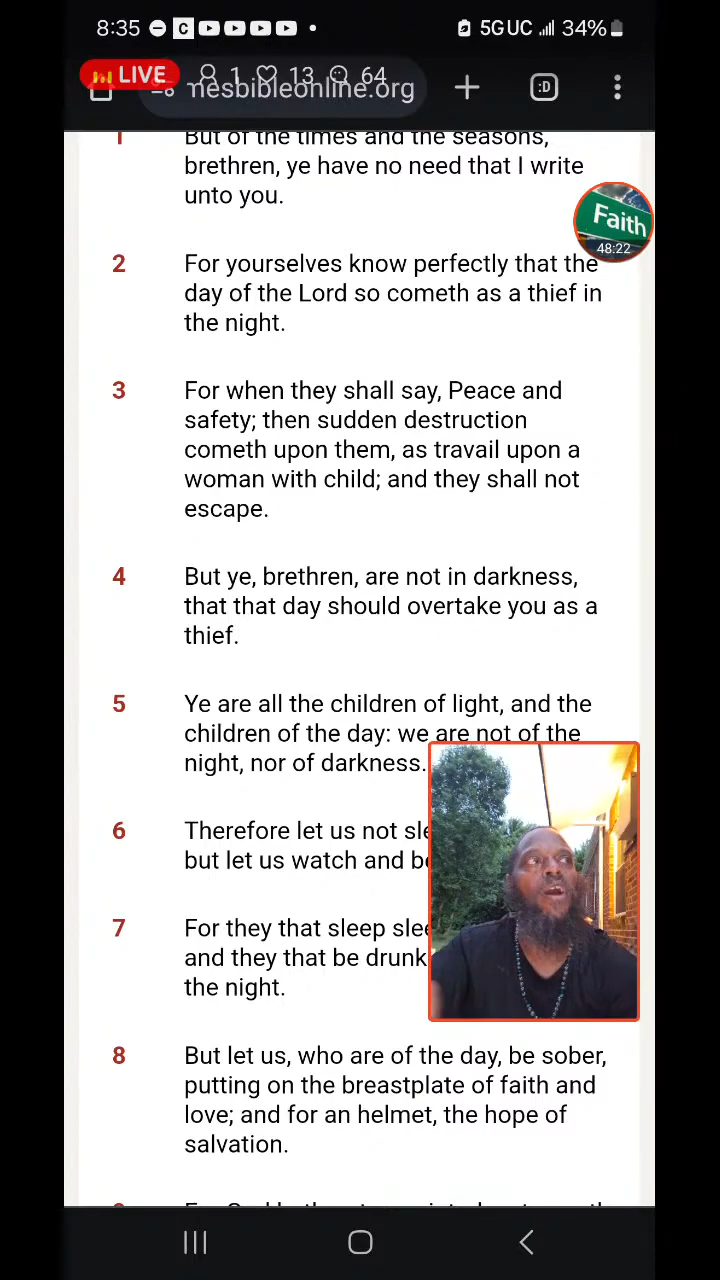 8:35
5G UC
34%
LIVE 1 13 64
nesbibleonline.org
:D
1 But of the times and the seasons,
brethren, ye have no need that I write
unto you.
Faith
48:22
2 For yourselves know perfectly that the
day of the Lord so cometh as a thief in
the night.
3 For when they shall say, Peace and
safety; then sudden destruction
cometh upon them, as travail upon a
woman with child; and they shall not
escape.
4 But ye, brethren, are not in darkness,
that that day should overtake you as a
thief.
5 Ye are all the children of light, and the
children of the day: we are not of the
night, nor of darkness.
6 Therefore let us not sle
but let us watch and be
7 For they that sleep slee
and they that be drunk
the night.
8 But let us, who are of the day, be sober,
putting on the breastplate of faith and
love; and for an helmet, the hope of
salvation.